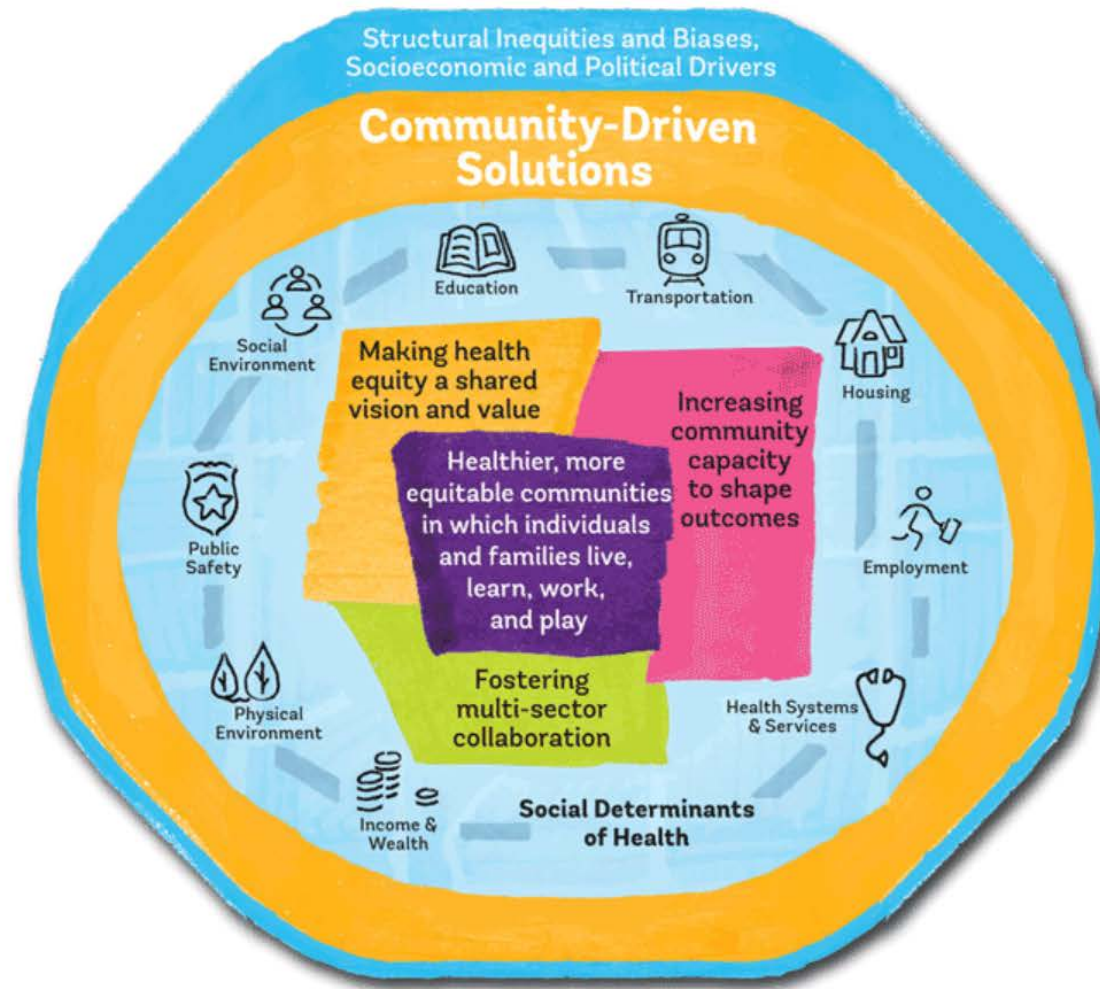 Structural Inequities and Biases,
Socioeconomic and Political Drivers
Community-Driven
Solutions
Education
Transportation
Social
Environment
Housing
Making health
equity a shared
vision and value
Increasing
community
capacity
to shape
outcomes
Healthier, more
equitable communities
in which individuals
and families live,
learn, work,
and play
Public
Safety
Employment
Fostering
multi-sector
collaboration
Physical
Environment
Health Systems
& Services
Income &
Wealth
Social Determinants
of Health